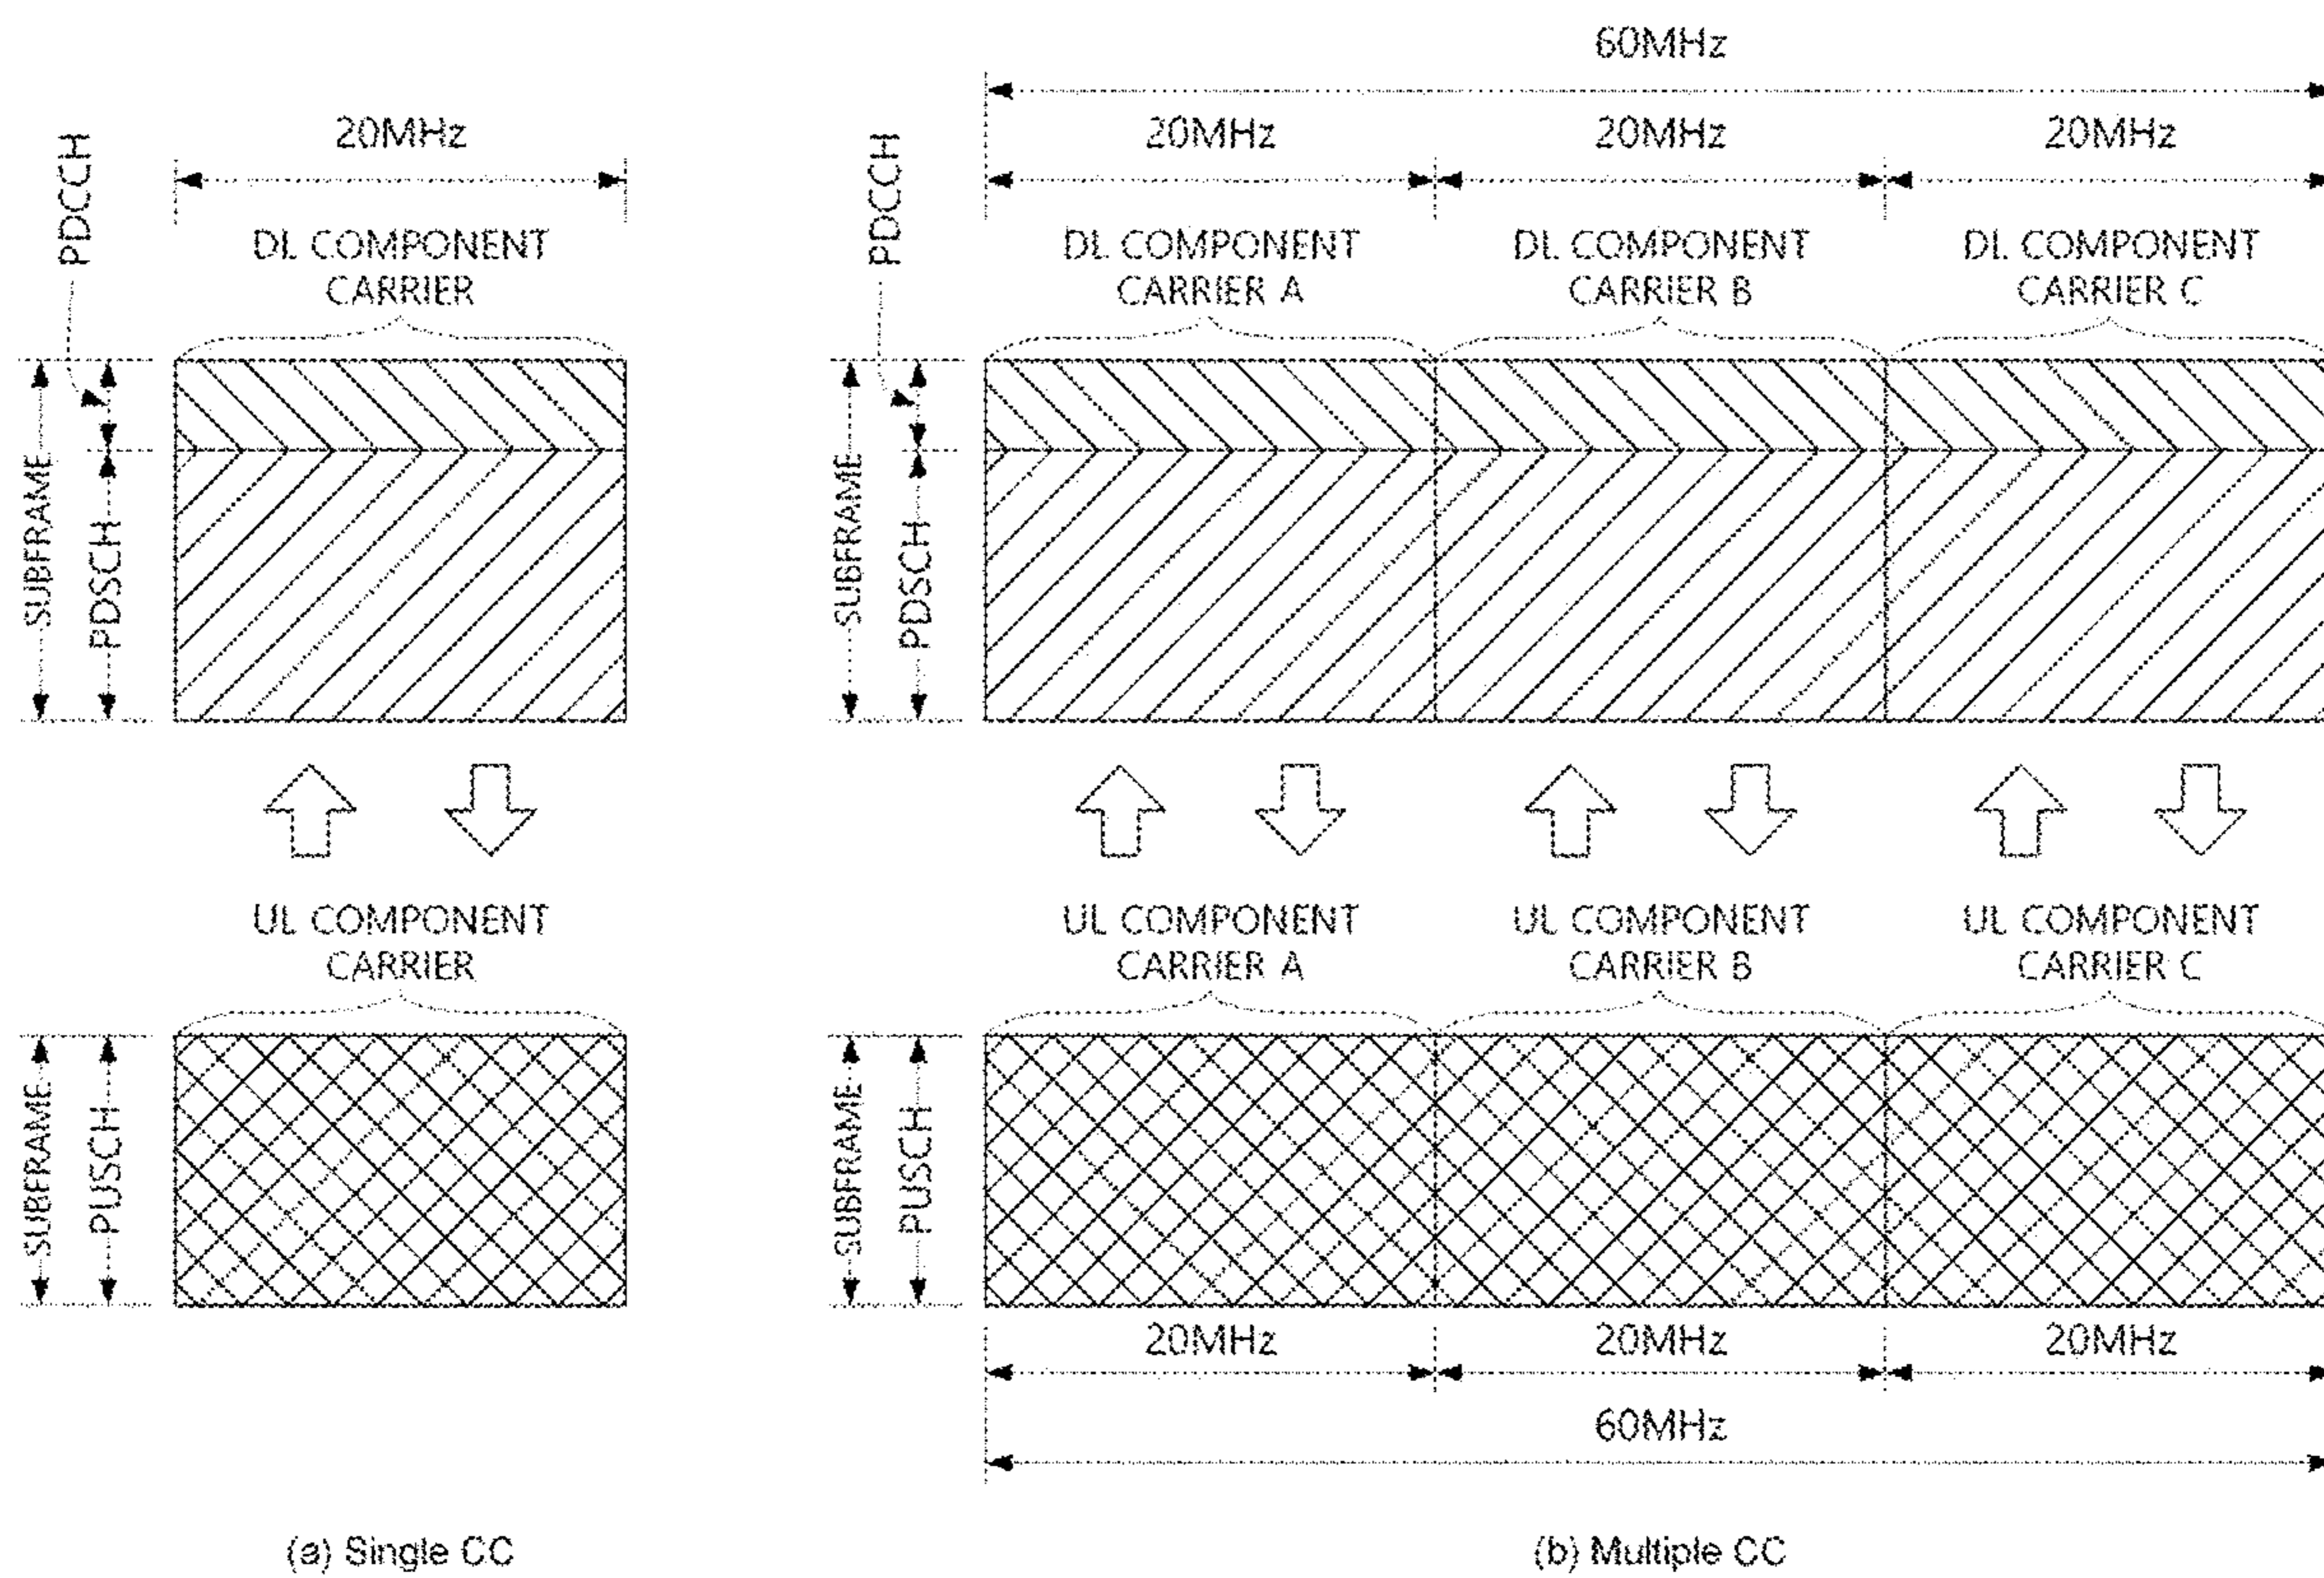 60MHz
20MHz
20MHz
20MHz
20MHz
PDCCH
PDCCH
DL COMPONENT
CARRIER
DL COMPONENT
CARRIER A
DL COMPONENT
CARRIER B
DL COMPONENT
CARRIER C
SUBFRAME
PDSCH
SUBFRAME
PDSCH
UL COMPONENT
CARRIER
UL COMPONENT
CARRIER A
UL COMPONENT
CARRIER B
UL COMPONENT
CARRIER C
SUBFRAME
PUSCH
SUBFRAME
PUSCH
20MHz
20MHz
20MHz
60MHz
(a) Single CC
(b) Multiple CC